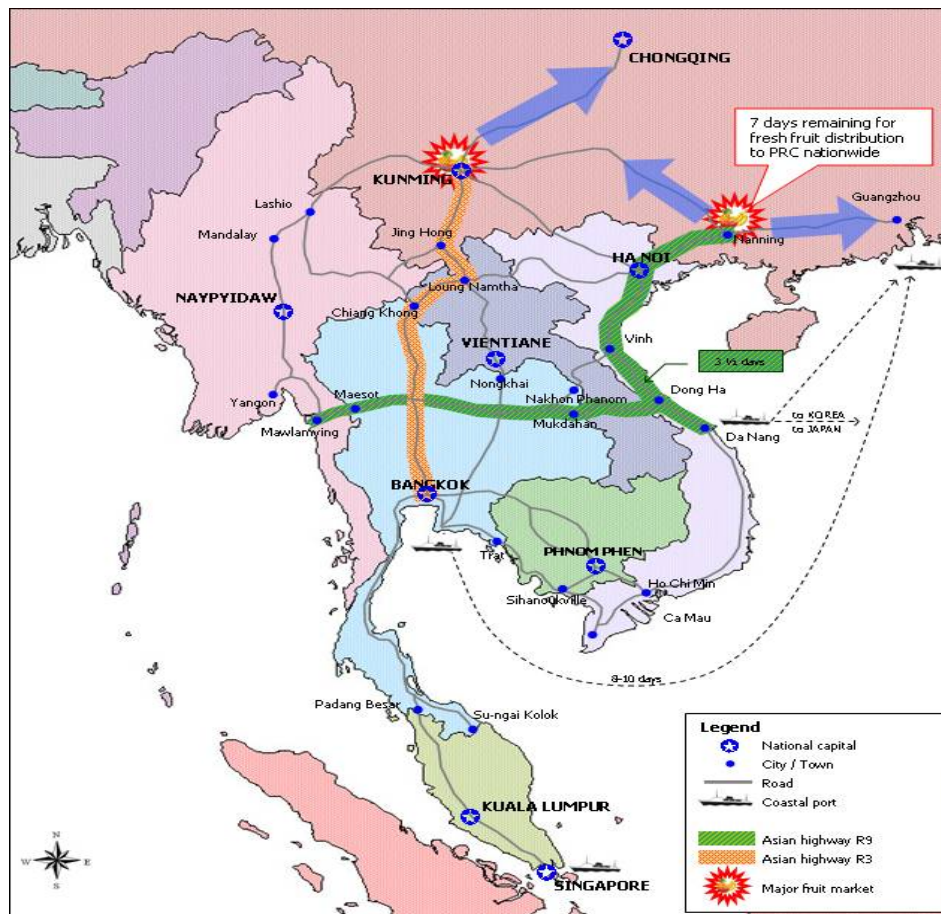 CHONGQING
7 days remaining for
fresh fruit distribution
to PRC nationwide
KUNMING
Guangzhou
Lashio
Mandalay
Jing Hong
Nanning
HA NOI
Loung Namtha
NAYPYIDAW
Chiang Khong
VIENTIANE
Vinh
3 ½ days
Nongkhai
Yangon
Maesot
Nakhon Phanom
Dong Ha
Mawlamying
Mukdahan
to KOREA
to JAPAN
Da Nang
BANGKOK
Trat
PHNOM PHEN
Sihanoukville
Ho Chi Min
Ca Mau
8-10 days
Padang Besar
Su-ngai Kolok
KUALA LUMPUR
SINGAPORE
N
W
E
S
Legend
National capital
City / Town
Road
Coastal port
Asian highway R9
Asian highway R3
Major fruit market